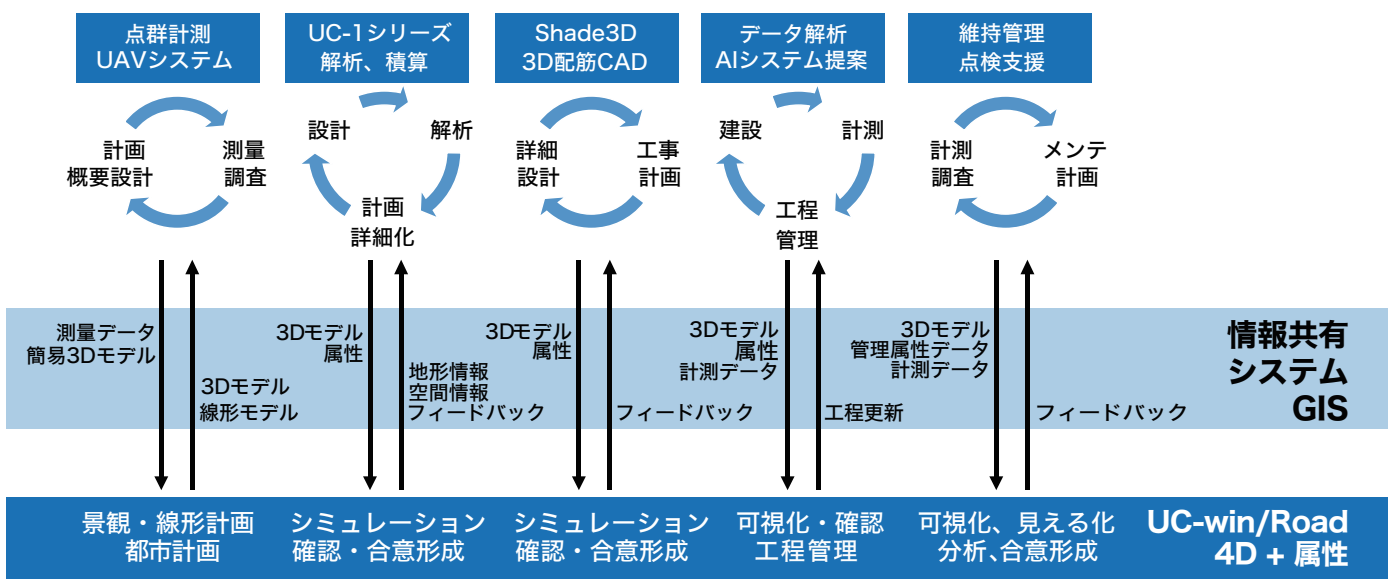 点群計測
UAVシステム
UC-1シリーズ
解析、積算
Shade3D
3D配筋CAD
データ解析
AIシステム提案
維持管理
点検支援
計画
概要設計
測量
調査
設計
解析
計画
詳細化
詳細
設計
工事
計画
建設
計測
工程
管理
計測
調査
メンテ
計画
測量データ
簡易3Dモデル
3Dモデル
線形モデル
3Dモデル
属性
地形情報
空間情報
フィードバック
3Dモデル
属性
フィードバック
3Dモデル
属性
計測データ
工程更新
3Dモデル
管理属性データ
計測データ
フィードバック
情報共有
システム
GIS
景観・線形計画
都市計画
シミュレーション
確認・合意形成
シミュレーション
確認・合意形成
可視化・確認
工程管理
可視化、見える化
分析、合意形成
UC-win/Road
4D + 属性